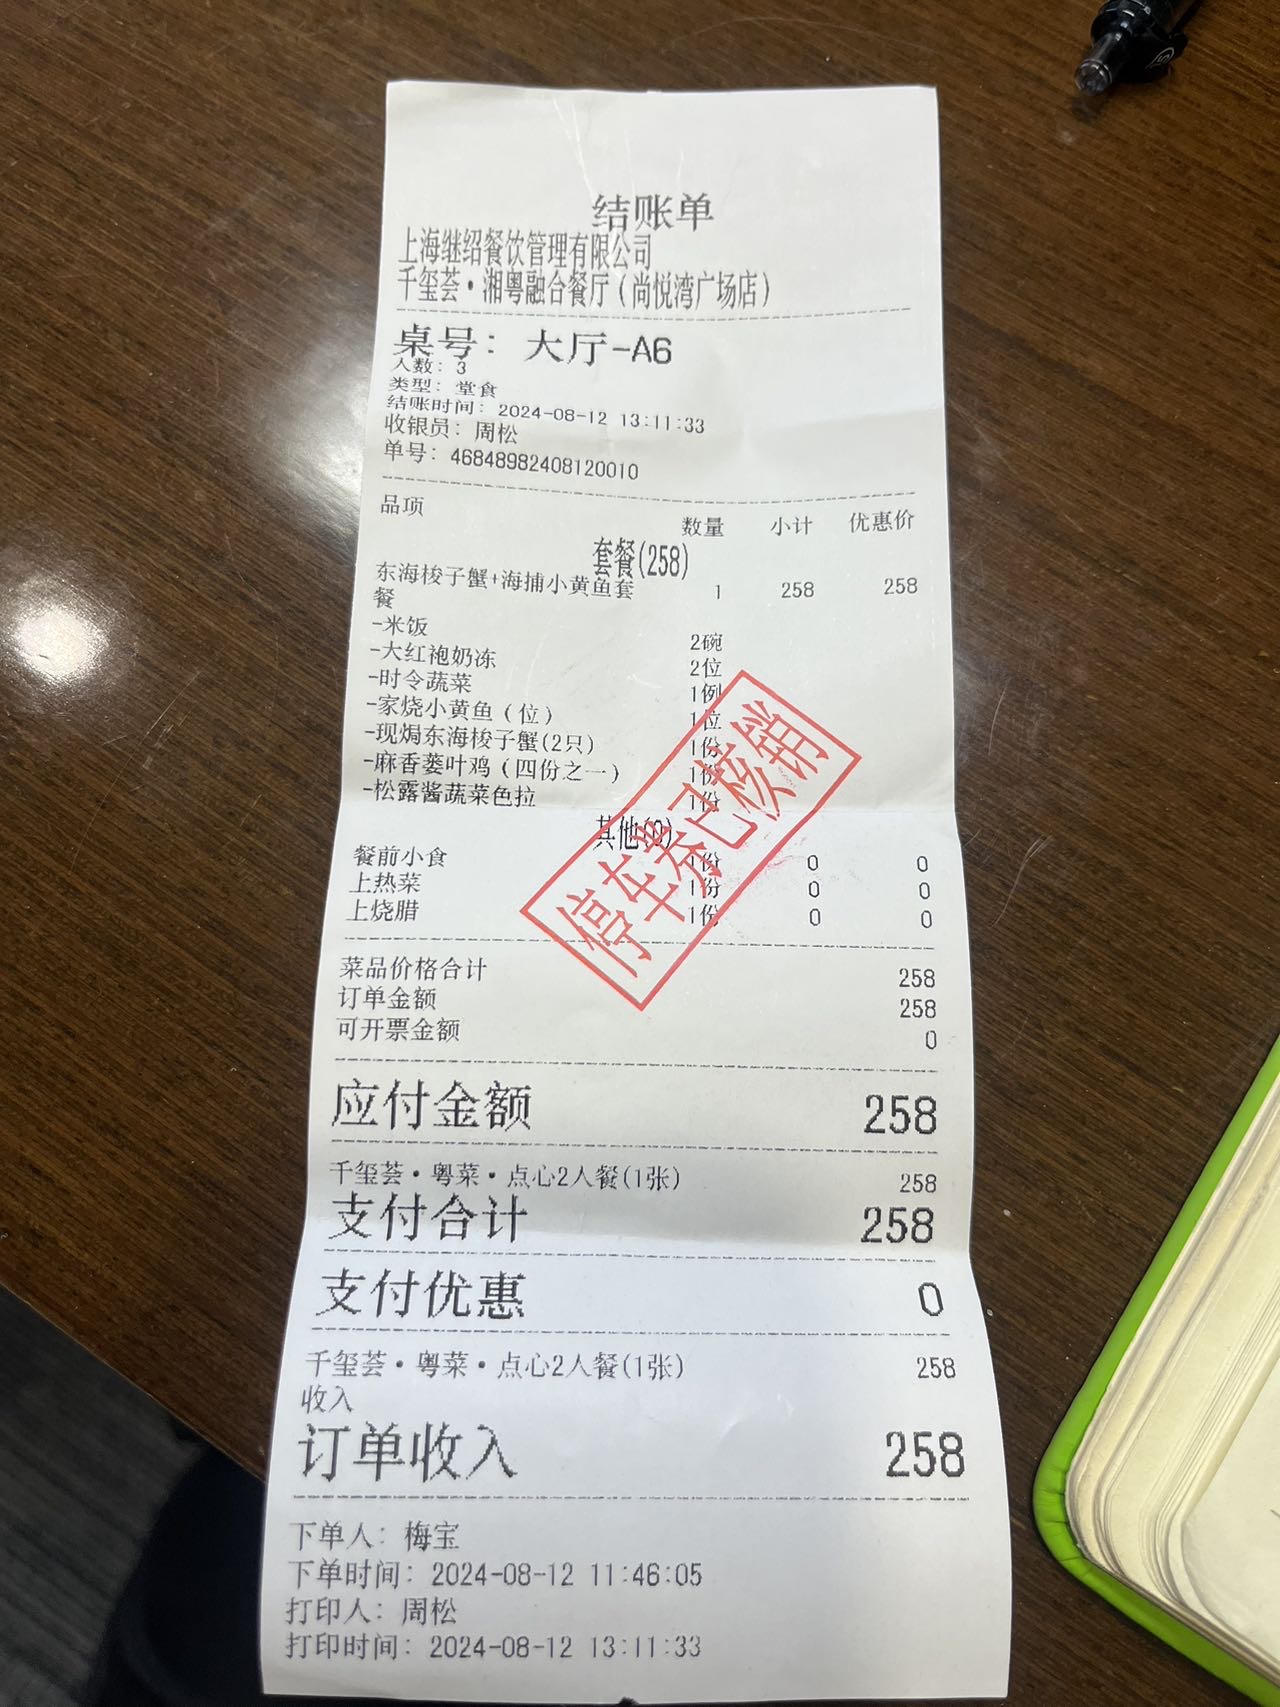 结账单
上海继绍餐饮管理有限公司
千玺荟·湘粤融合餐厅(尚悦湾广场店)
桌号: 大厅-A6
人数: 3
类型: 堂食
结账时间: 2024-08-12 13:11:33
收银员: 周松
单号: 46848982408120010
品项 数量 小计 优惠价
套餐(258)
东海梭子蟹+海捕小黄鱼套 1 258 258
餐
-米饭 2碗
-大红袍奶冻 2位
-时令蔬菜 1例
-家烧小黄鱼(位) 1位
-现焗东海梭子蟹(2只) 1份
-麻香蒌叶鸡(四份之一) 1份
-松露酱蔬菜色拉 1份
其他(0)
餐前小食 1份 0 0
上热菜 1份 0 0
上烧腊 1份 0 0
停车券已核销
菜品价格合计 258
订单金额 258
可开票金额 0
应付金额 258
千玺荟·粤菜·点心2人餐(1张) 258
支付合计 258
支付优惠 0
千玺荟·粤菜·点心2人餐(1张) 258
收入
订单收入 258
下单人: 梅宝
下单时间: 2024-08-12 11:46:05
打印人: 周松
打印时间: 2024-08-12 13:11:33